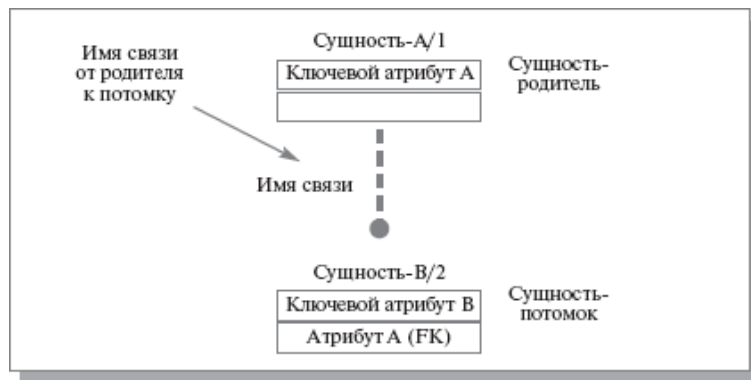 Имя связи
от родителя
к потомку
Сущность-А/1
Ключевой атрибут А
Сущность-
родитель
Имя связи
Сущность-В/2
Ключевой атрибут В
Атрибут А (FK)
Сущность-
потомок